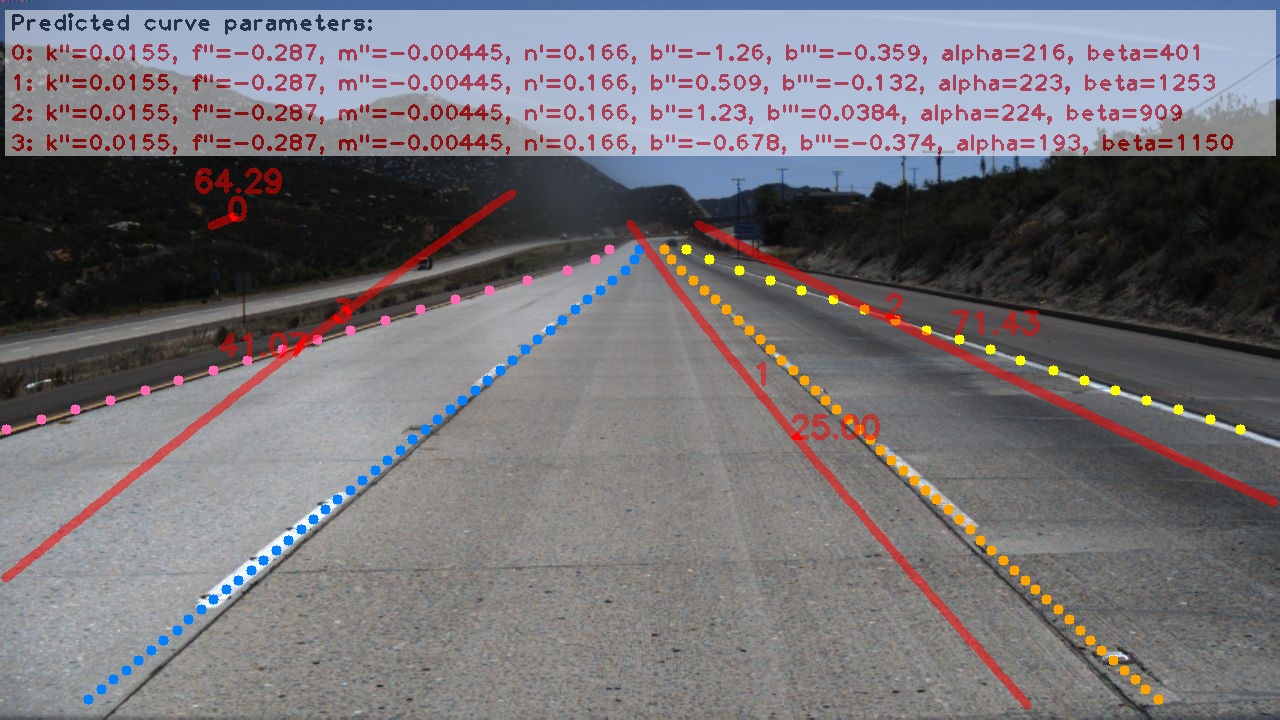 Predicted curve parameters:
0: k''=0.0155, f''=−0.287, m''=−0.00445, n'=0.166, b''=−1.26, b'''=−0.359, alpha=216, beta=401
1: k''=0.0155, f''=−0.287, m''=−0.00445, n'=0.166, b''=0.509, b'''=−0.132, alpha=223, beta=1253
2: k''=0.0155, f''=−0.287, m''=−0.00445, n'=0.166, b''=1.23, b'''=0.0384, alpha=224, beta=909
3: k''=0.0155, f''=−0.287, m''=−0.00445, n'=0.166, b''=−0.678, b'''=−0.374, alpha=193, beta=1150
64.29
0
3
2
41.07
71.43
1
25.00